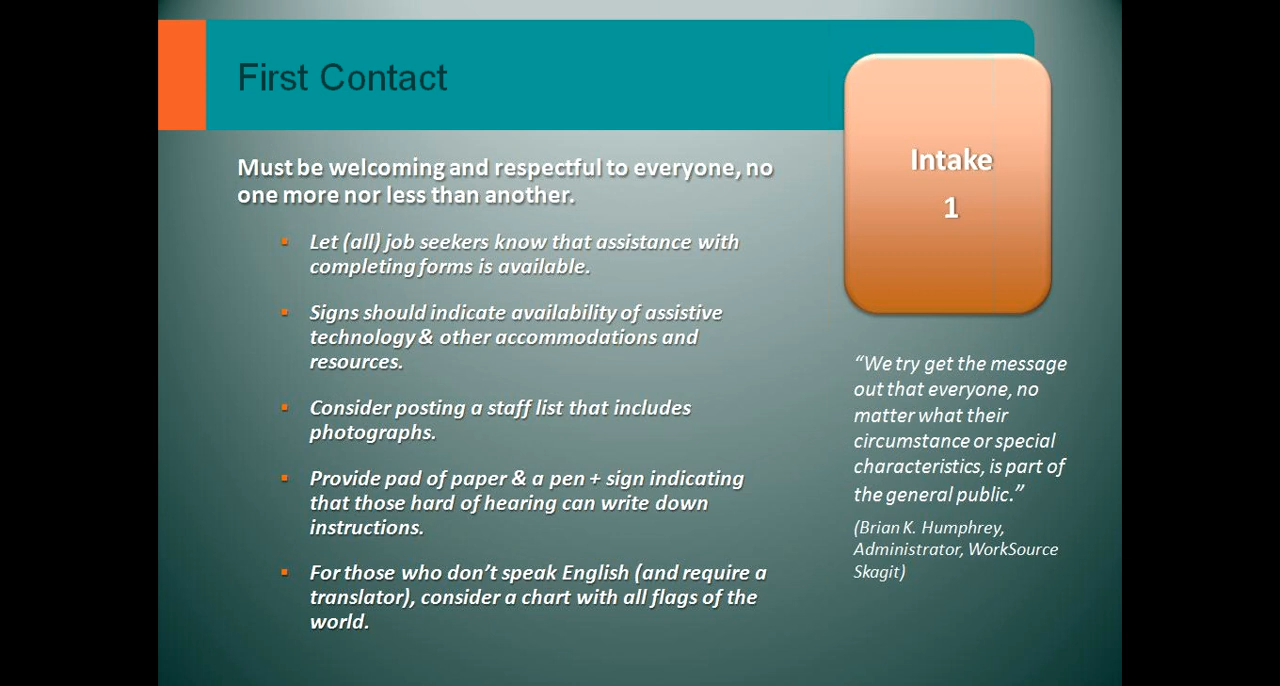 First Contact
Intake
1
Must be welcoming and respectful to everyone, no
one more nor less than another.
▪ Let (all) job seekers know that assistance with
completing forms is available.
▪ Signs should indicate availability of assistive
technology & other accommodations and
resources.
▪ Consider posting a staff list that includes
photographs.
▪ Provide pad of paper & a pen + sign indicating
that those hard of hearing can write down
instructions.
▪ For those who don’t speak English (and require a
translator), consider a chart with all flags of the
world.
“We try get the message
out that everyone, no
matter what their
circumstance or special
characteristics, is part of
the general public.”
(Brian K. Humphrey,
Administrator, WorkSource
Skagit)